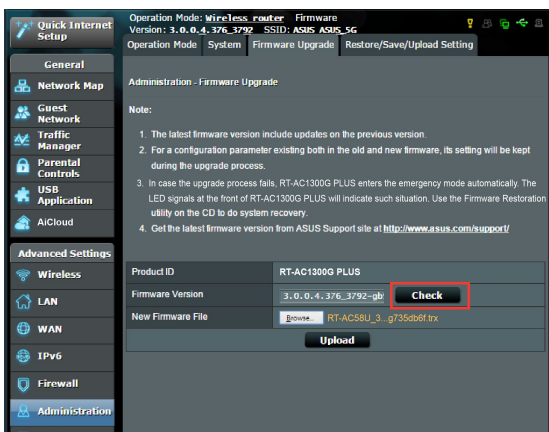 Quick Internet
Setup
Operation Mode: Wireless router Firmware
Version: 3.0.0.4.376_3792 SSID: ASUS ASUS_5G
Operation Mode System Firmware Upgrade Restore/Save/Upload Setting
General
Network Map
Guest
Network
Traffic
Manager
Parental
Controls
USB
Application
AiCloud
Advanced Settings
Wireless
LAN
WAN
IPv6
Firewall
Administration
Administration - Firmware Upgrade
Note:
1. The latest firmware version include updates on the previous version.
2. For a configuration parameter existing both in the old and new firmware, its setting will be kept
during the upgrade process.
3. In case the upgrade process fails, RT-AC1300G PLUS enters the emergency mode automatically. The
LED signals at the front of RT-AC1300G PLUS will indicate such situation. Use the Firmware Restoration
utility on the CD to do system recovery.
4. Get the latest firmware version from ASUS Support site at http://www.asus.com/support/
Product ID RT-AC1300G PLUS
Firmware Version 3.0.0.4.376_3792-gb Check
New Firmware File Browse... RT-AC58U_3...g735db6f.trx
Upload